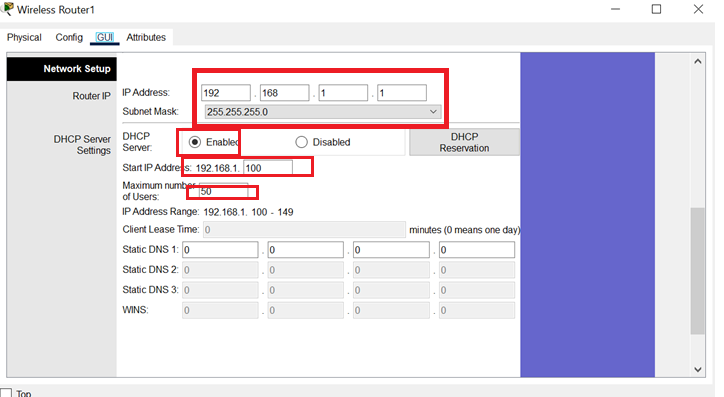 Wireless Router1
Physical Config GUI Attributes
Network Setup
Router IP
IP Address: 192 . 168 . 1 . 1
Subnet Mask: 255.255.255.0
DHCP Server Settings
DHCP Server: Enabled Disabled DHCP Reservation
Start IP Address: 192.168.1. 100
Maximum number of Users: 50
IP Address Range: 192.168.1. 100 - 149
Client Lease Time: 0 minutes (0 means one day)
Static DNS 1: 0 . 0 . 0 . 0
Static DNS 2: 0 . 0 . 0 . 0
Static DNS 3: 0 . 0 . 0 . 0
WINS: 0 . 0 . 0 . 0
Top